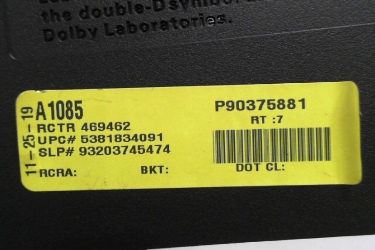 the double-D symbol a
Dolby Laboratories.
11-25-19
A1085
RCTR 469462
UPC# 5381834091
SLP# 93203745474
RCRA: BKT: DOT CL:
P90375881
RT :7